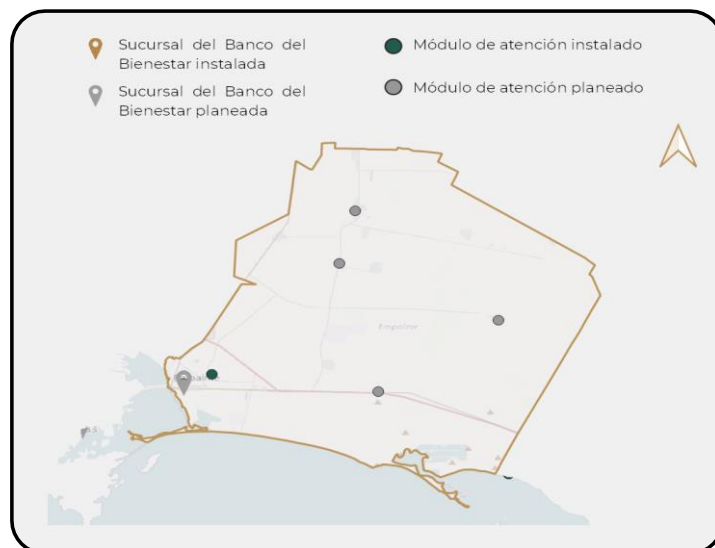 Sucursal del Banco del
Bienestar instalada
Módulo de atención instalado
Sucursal del Banco del
Bienestar planeada
Módulo de atención planeado
Empalme